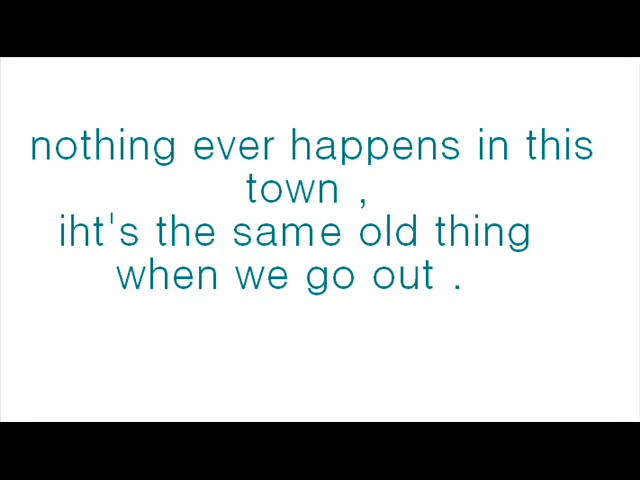 nothing ever happens in this
town ,
iht's the same old thing
when we go out .